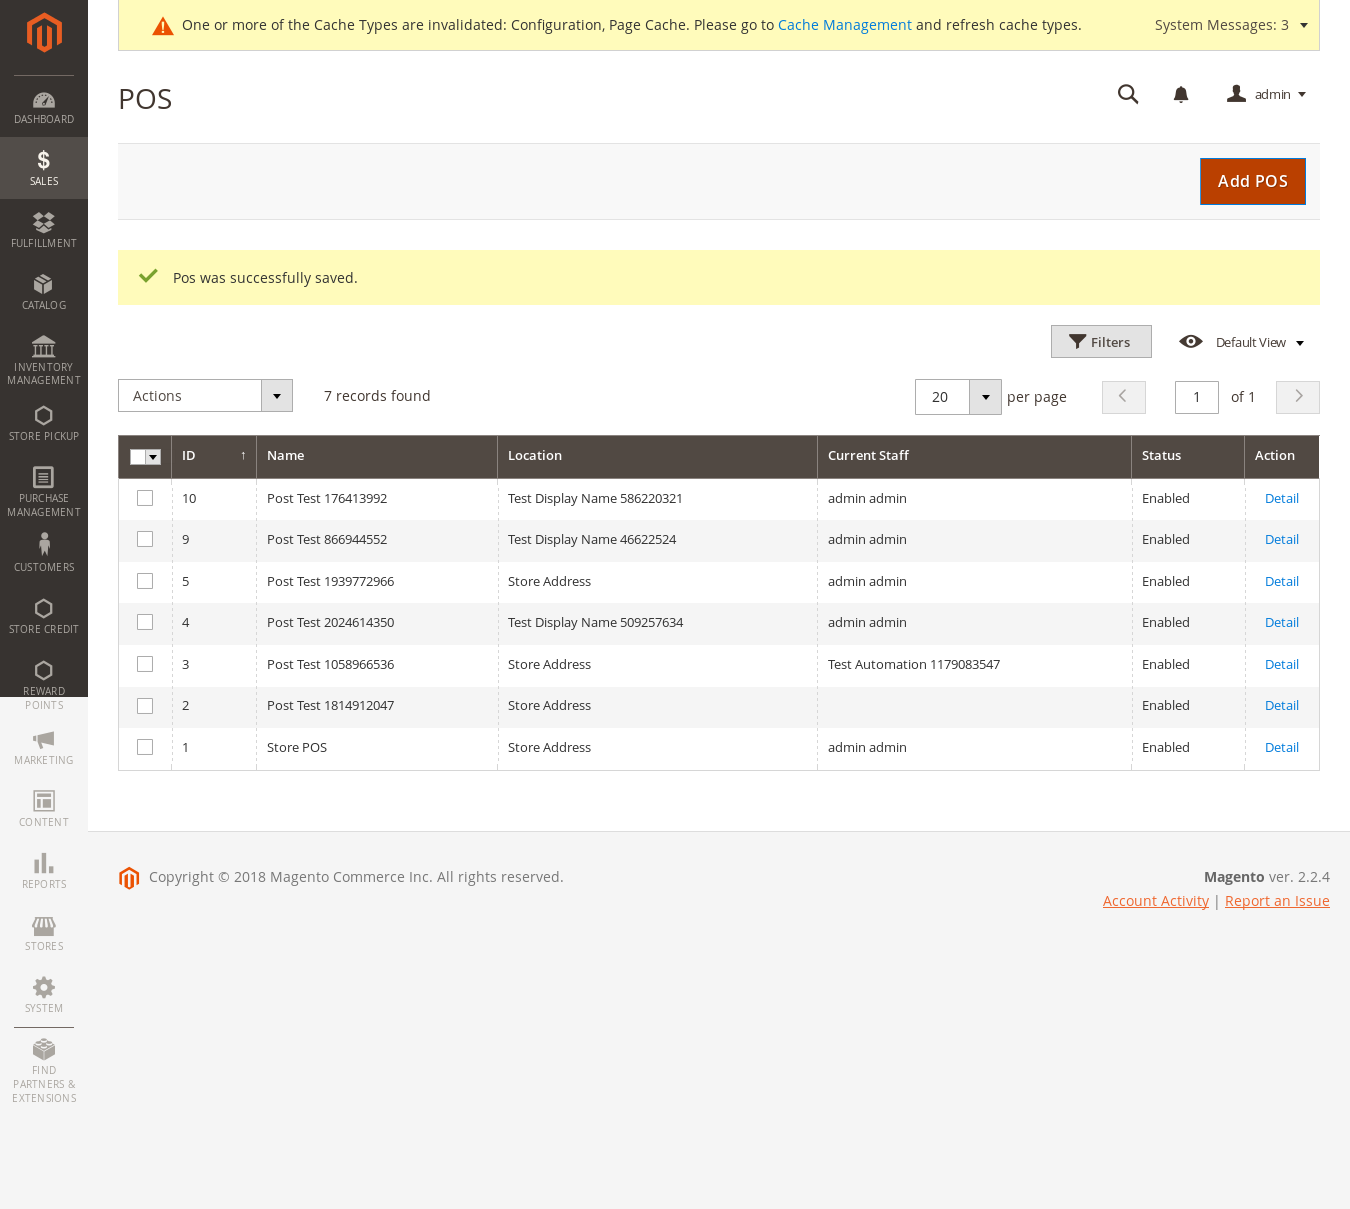 One or more of the Cache Types are invalidated: Configuration, Page Cache. Please go to Cache Management and refresh cache types.
System Messages: 3
POS
admin
Add POS
Pos was successfully saved.
Filters
Default View
Actions
7 records found
20
per page
1
of 1
ID ↑ Name Location Current Staff Status Action
10 Post Test 176413992 Test Display Name 586220321 admin admin Enabled Detail
9 Post Test 866944552 Test Display Name 46622524 admin admin Enabled Detail
5 Post Test 1939772966 Store Address admin admin Enabled Detail
4 Post Test 2024614350 Test Display Name 509257634 admin admin Enabled Detail
3 Post Test 1058966536 Store Address Test Automation 1179083547 Enabled Detail
2 Post Test 1814912047 Store Address Enabled Detail
1 Store POS Store Address admin admin Enabled Detail
Copyright © 2018 Magento Commerce Inc. All rights reserved.
Magento ver. 2.2.4
Account Activity | Report an Issue
DASHBOARD
$
SALES
FULFILLMENT
CATALOG
INVENTORY
MANAGEMENT
STORE PICKUP
PURCHASE
MANAGEMENT
CUSTOMERS
STORE CREDIT
REWARD
POINTS
MARKETING
CONTENT
REPORTS
STORES
SYSTEM
FIND
PARTNERS &
EXTENSIONS